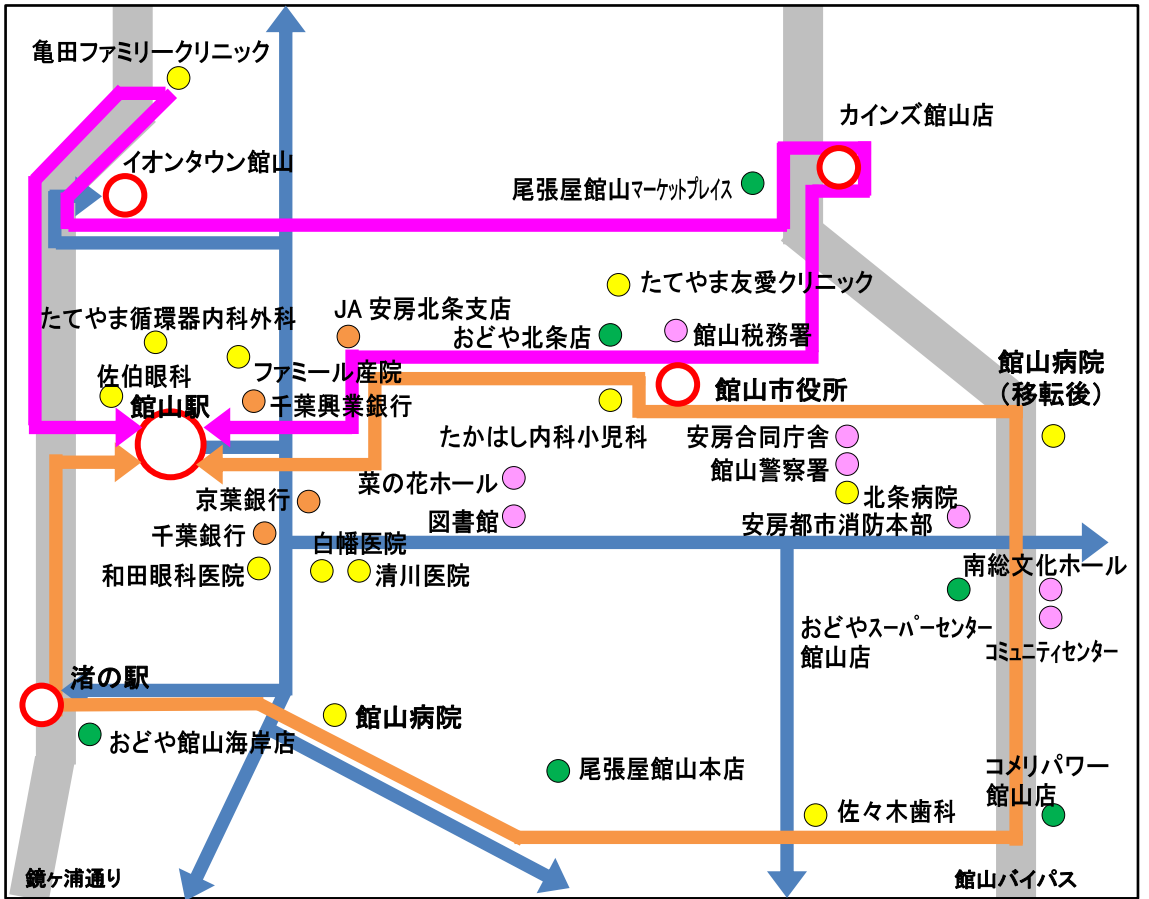 亀田ファミリークリニック
カインズ館山店
イオンタウン館山
尾張屋館山マーケットプレイス
たてやま友愛クリニック
JA 安房北条支店
たてやま循環器内科外科
おどや北条店
館山税務署
館山病院
（移転後）
ファミール産院
佐伯眼科
館山市役所
館山駅
千葉興業銀行
たかはし内科小児科
安房合同庁舎
館山警察署
菜の花ホール
京葉銀行
北条病院
図書館
安房都市消防本部
千葉銀行
白幡医院
和田眼科医院
清川医院
南総文化ホール
おどやスーパーセンター
館山店
コミュニティセンター
渚の駅
館山病院
おどや館山海岸店
尾張屋館山本店
コメリパワー
館山店
佐々木歯科
鏡ヶ浦通り
館山バイパス